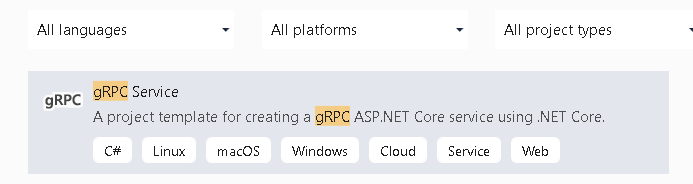 All languages All platforms All project types
gRPC gRPC Service
A project template for creating a gRPC ASP.NET Core service using .NET Core.
C# Linux macOS Windows Cloud Service Web